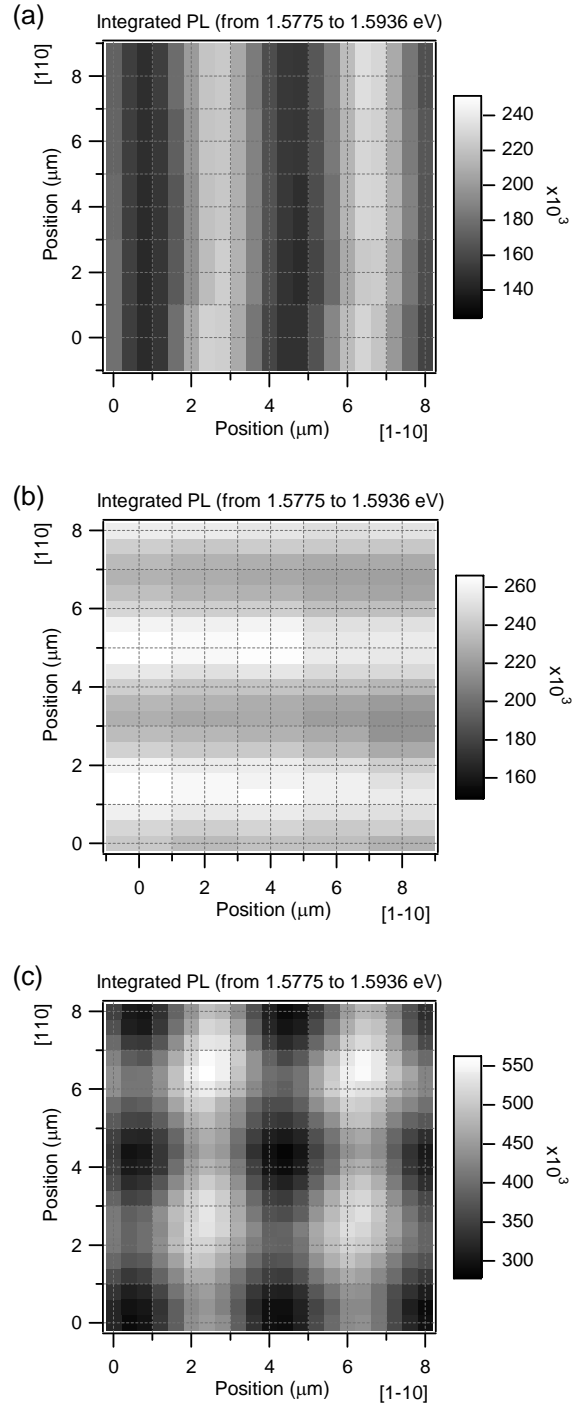 (a)
Integrated PL (from 1.5775 to 1.5936 eV)
[110]
Position (μm)
8
6
4
2
0
0 2 4 6 8
Position (μm) [1-10]
240
220
200
180
160
140
x10³
(b)
Integrated PL (from 1.5775 to 1.5936 eV)
[110]
Position (μm)
8
6
4
2
0
0 2 4 6 8
Position (μm) [1-10]
260
240
220
200
180
160
x10³
(c)
Integrated PL (from 1.5775 to 1.5936 eV)
[110]
Position (μm)
8
6
4
2
0
0 2 4 6 8
Position (μm) [1-10]
550
500
450
400
350
300
x10³